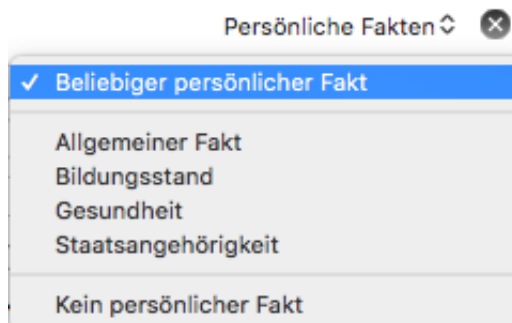 Persönliche Fakten
Beliebiger persönlicher Fakt
Allgemeiner Fakt
Bildungsstand
Gesundheit
Staatsangehörigkeit
Kein persönlicher Fakt